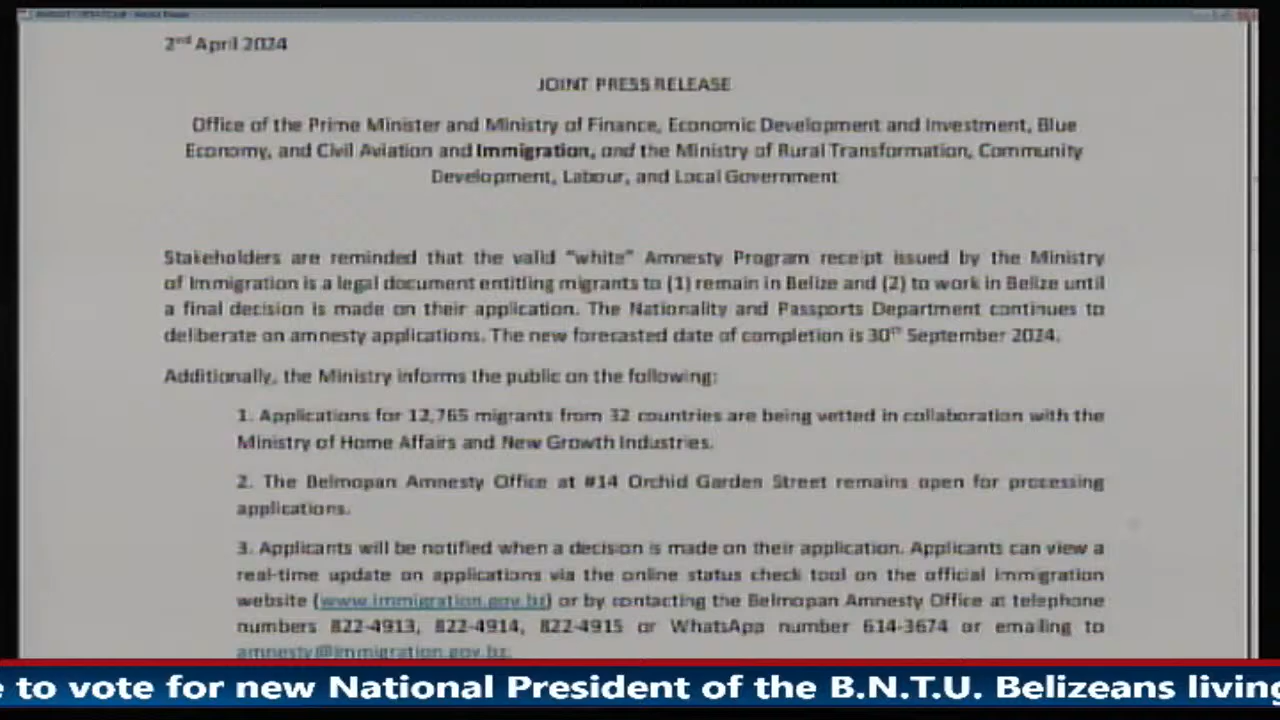 2nd April 2024
JOINT PRESS RELEASE
Office of the Prime Minister and Ministry of Finance, Economic Development and Investment, Blue
Economy, and Civil Aviation and Immigration, and the Ministry of Rural Transformation, Community
Development, Labour, and Local Government
Stakeholders are reminded that the valid "white" Amnesty Program receipt issued by the Ministry
of Immigration is a legal document entitling migrants to (1) remain in Belize and (2) to work in Belize until
a final decision is made on their application. The Nationality and Passports Department continues to
deliberate on amnesty applications. The new forecasted date of completion is 30th September 2024.
Additionally, the Ministry informs the public on the following:
1. Applications for 12,765 migrants from 32 countries are being vetted in collaboration with the
Ministry of Home Affairs and New Growth Industries.
2. The Belmopan Amnesty Office at #14 Orchid Garden Street remains open for processing
applications.
3. Applicants will be notified when a decision is made on their application. Applicants can view a
real-time update on applications via the online status check tool on the official immigration
website (www.immigration.gov.bz) or by contacting the Belmopan Amnesty Office at telephone
numbers 822-4913, 822-4914, 822-4915 or WhatsApp number 614-3674 or emailing to
amnesty@immigration.gov.bz.
e to vote for new National President of the B.N.T.U. Belizeans living